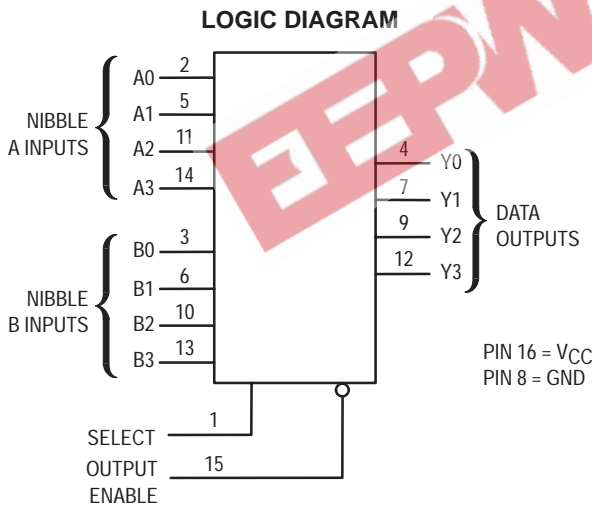 LOGIC DIAGRAM
NIBBLE
A INPUTS
A0 2
A1 5
A2 11
A3 14
NIBBLE
B INPUTS
B0 3
B1 6
B2 10
B3 13
4 Y0
7 Y1
9 Y2
12 Y3
DATA
OUTPUTS
PIN 16 = VCC
PIN 8 = GND
SELECT 1
OUTPUT
ENABLE 15
EEPW